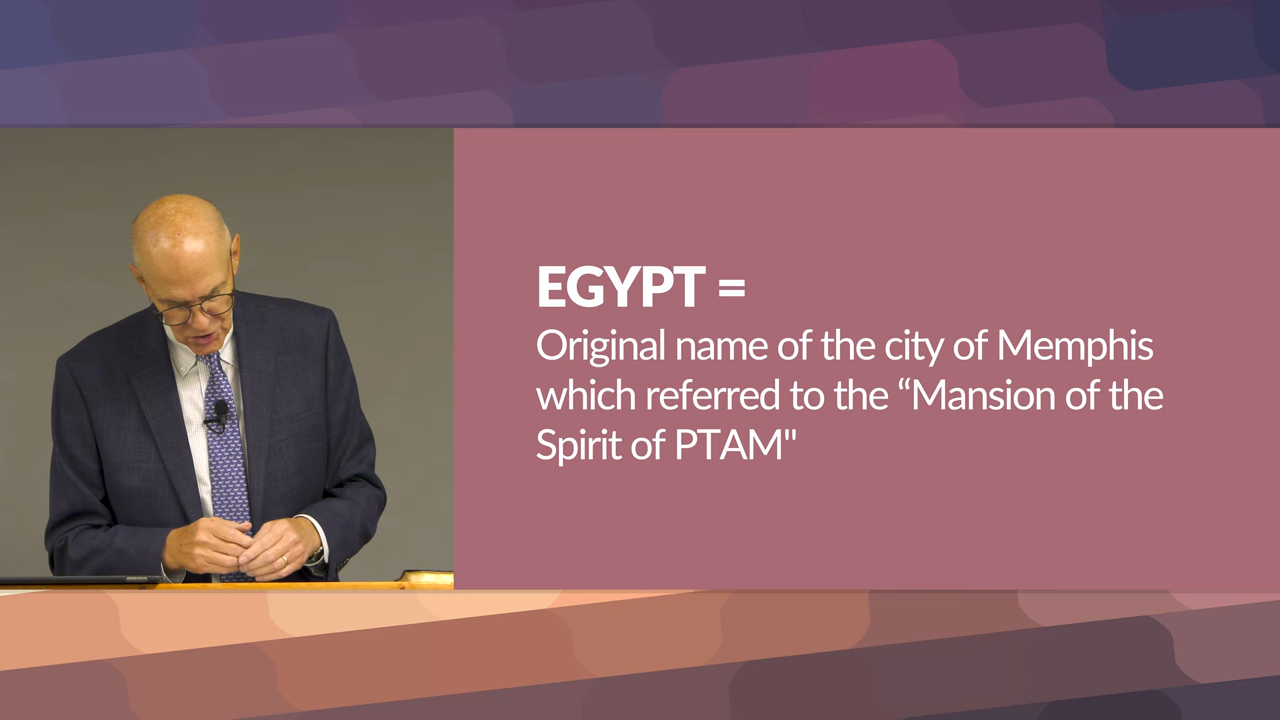 EGYPT =
Original name of the city of Memphis
which referred to the “Mansion of the
Spirit of PTAM"